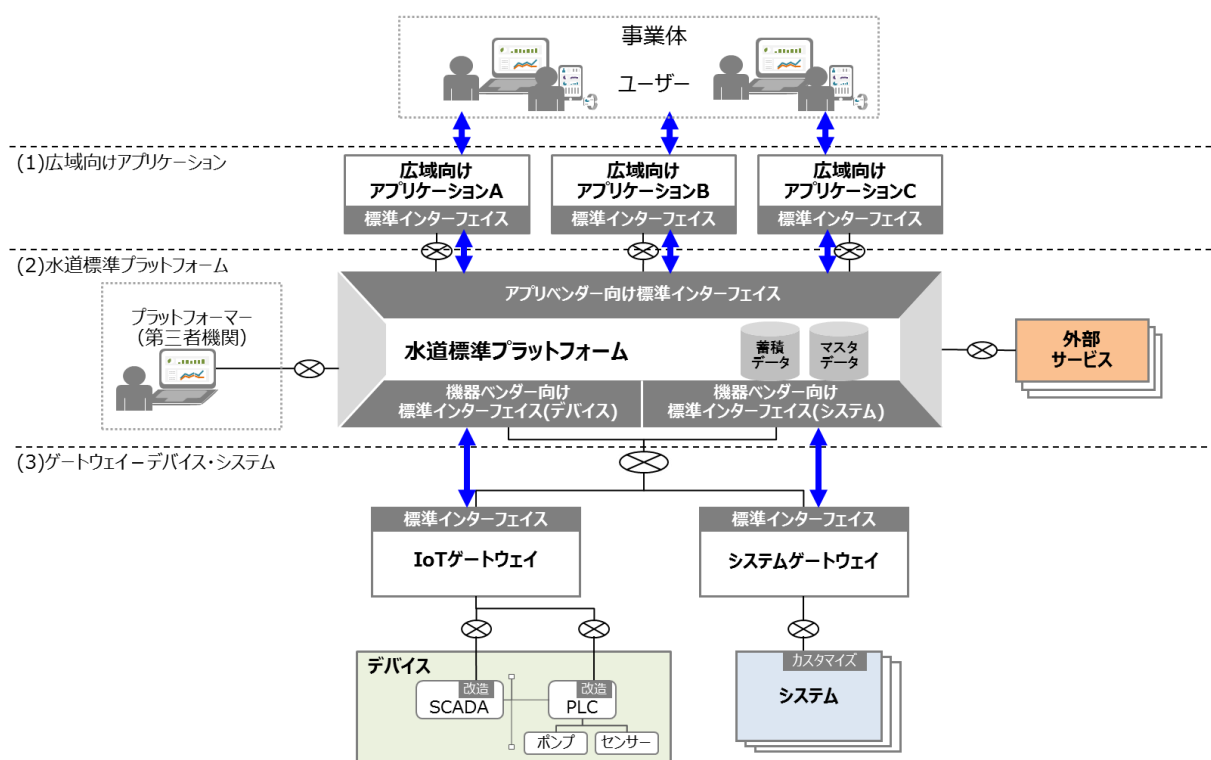 事業体
ユーザー
(1)広域向けアプリケーション
広域向け
アプリケーションA
標準インターフェイス
広域向け
アプリケーションB
標準インターフェイス
広域向け
アプリケーションC
標準インターフェイス
(2)水道標準プラットフォーム
アプリベンダー向け標準インターフェイス
プラットフォーマー
(第三者機関)
水道標準プラットフォーム
蓄積
データ
マスタ
データ
外部
サービス
機器ベンダー向け
標準インターフェイス(デバイス)
機器ベンダー向け
標準インターフェイス(システム)
(3)ゲートウェイ－デバイス・システム
標準インターフェイス
IoTゲートウェイ
標準インターフェイス
システムゲートウェイ
デバイス
改造
SCADA
改造
PLC
ポンプ
センサー
カスタマイズ
システム